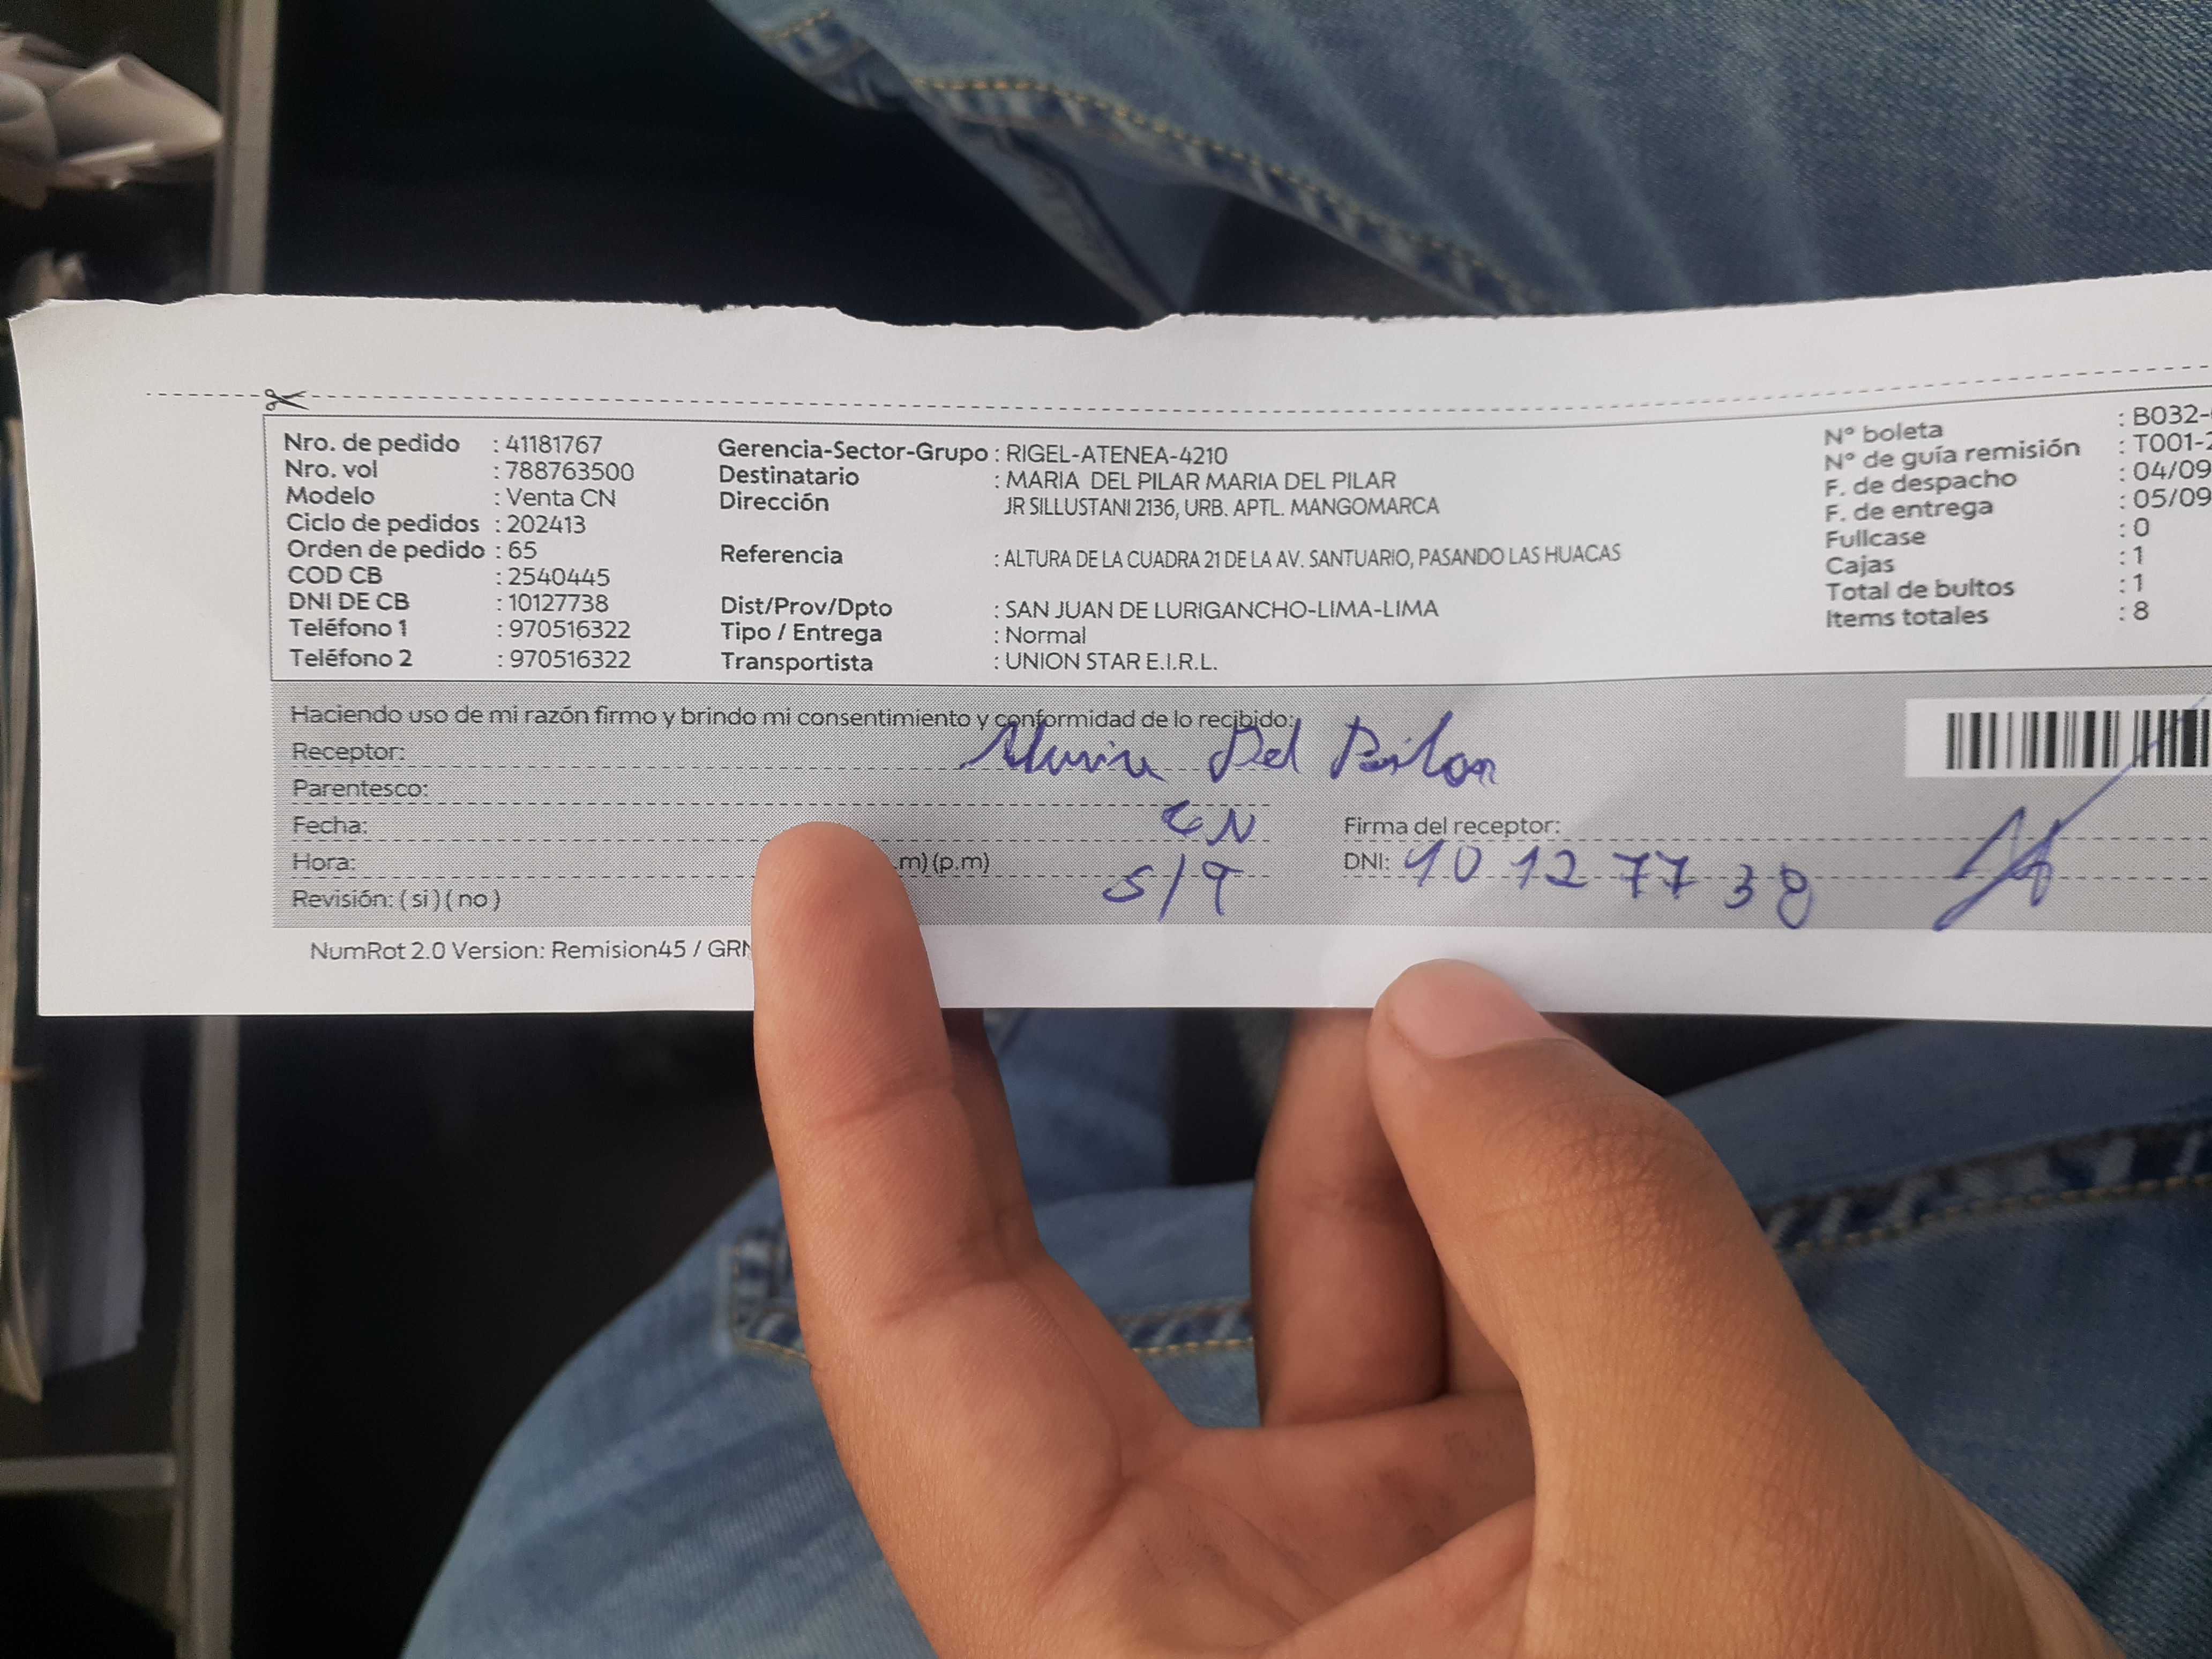 Nro. de pedido : 41181767
Nro. vol : 788763500
Modelo : Venta CN
Ciclo de pedidos : 202413
Orden de pedido : 65
COD CB : 2540445
DNI DE CB : 10127738
Teléfono 1 : 970516322
Teléfono 2 : 970516322
Gerencia-Sector-Grupo : RIGEL-ATENEA-4210
Destinatario : MARIA DEL PILAR MARIA DEL PILAR
Dirección JR SILLUSTANI 2136, URB. APTL. MANGOMARCA
Referencia : ALTURA DE LA CUADRA 21 DE LA AV. SANTUARIO, PASANDO LAS HUACAS
Dist/Prov/Dpto : SAN JUAN DE LURIGANCHO-LIMA-LIMA
Tipo / Entrega : Normal
Transportista : UNION STAR E.I.R.L.
N° boleta : B032-
N° de guía remisión : T001-2
F. de despacho : 04/09
F. de entrega : 05/09
Fullcase : 0
Cajas : 1
Total de bultos : 1
Items totales : 8
Haciendo uso de mi razón firmo y brindo mi consentimiento y conformidad de lo recibido:
Receptor: Maria Del Pilar
Parentesco:
Fecha: CN
Hora: .m) (p.m) 5/9
Revisión: ( si ) ( no )
Firma del receptor:
DNI: 10127738
NumRot 2.0 Version: Remision45 / GRN